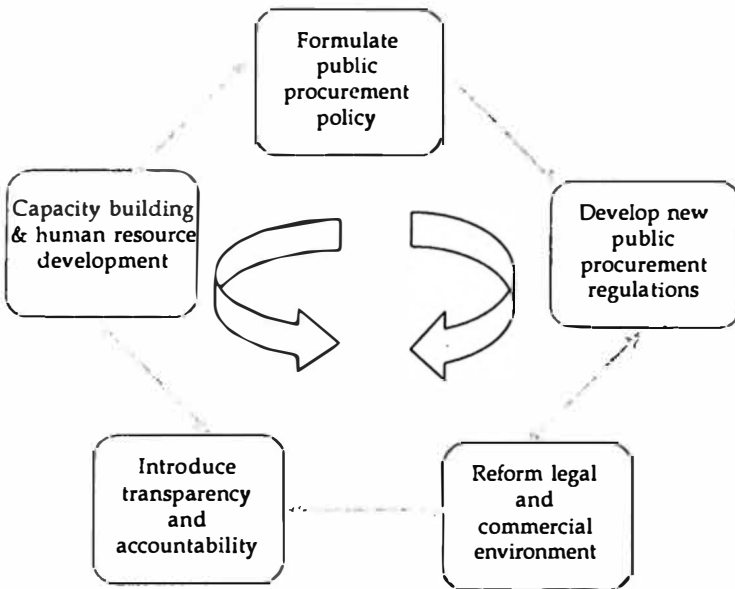 Formulate
public
procurement
policy
Capacity building
& human resource
development
Develop new
public
procurement
regulations
Introduce
transparency
and
accountability
Reform legal
and
commercial
environment